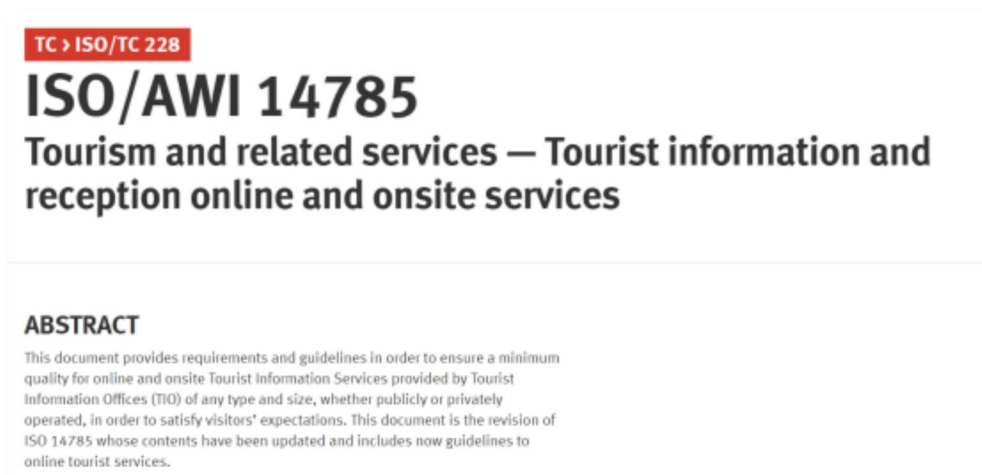 TC › ISO/TC 228
ISO/AWI 14785
Tourism and related services — Tourist information and
reception online and onsite services
ABSTRACT
This document provides requirements and guidelines in order to ensure a minimum
quality for online and onsite Tourist Information Services provided by Tourist
Information Offices (TIO) of any type and size, whether publicly or privately
operated, in order to satisfy visitors' expectations. This document is the revision of
ISO 14785 whose contents have been updated and includes now guidelines to
online tourist services.